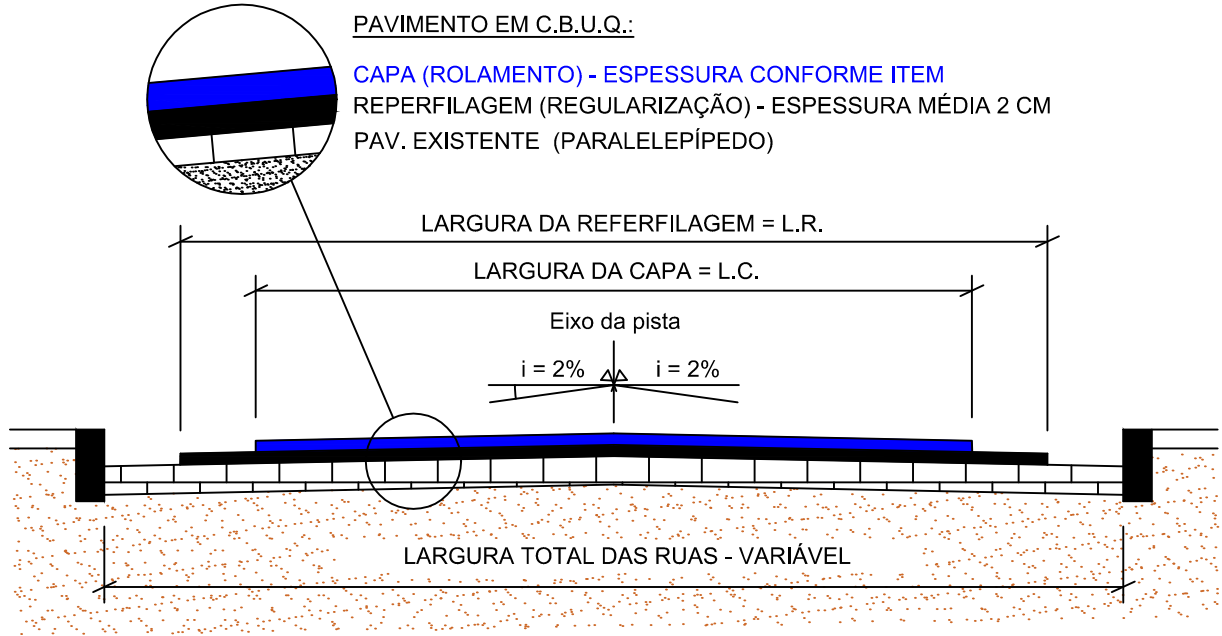 PAVIMENTO EM C.B.U.Q.:
CAPA (ROLAMENTO) - ESPESSURA CONFORME ITEM
REPERFILAGEM (REGULARIZAÇÃO) - ESPESSURA MÉDIA 2 CM
PAV. EXISTENTE (PARALELEPÍPEDO)
LARGURA DA REFERFILAGEM = L.R.
LARGURA DA CAPA = L.C.
Eixo da pista
i = 2% i = 2%
LARGURA TOTAL DAS RUAS - VARIÁVEL